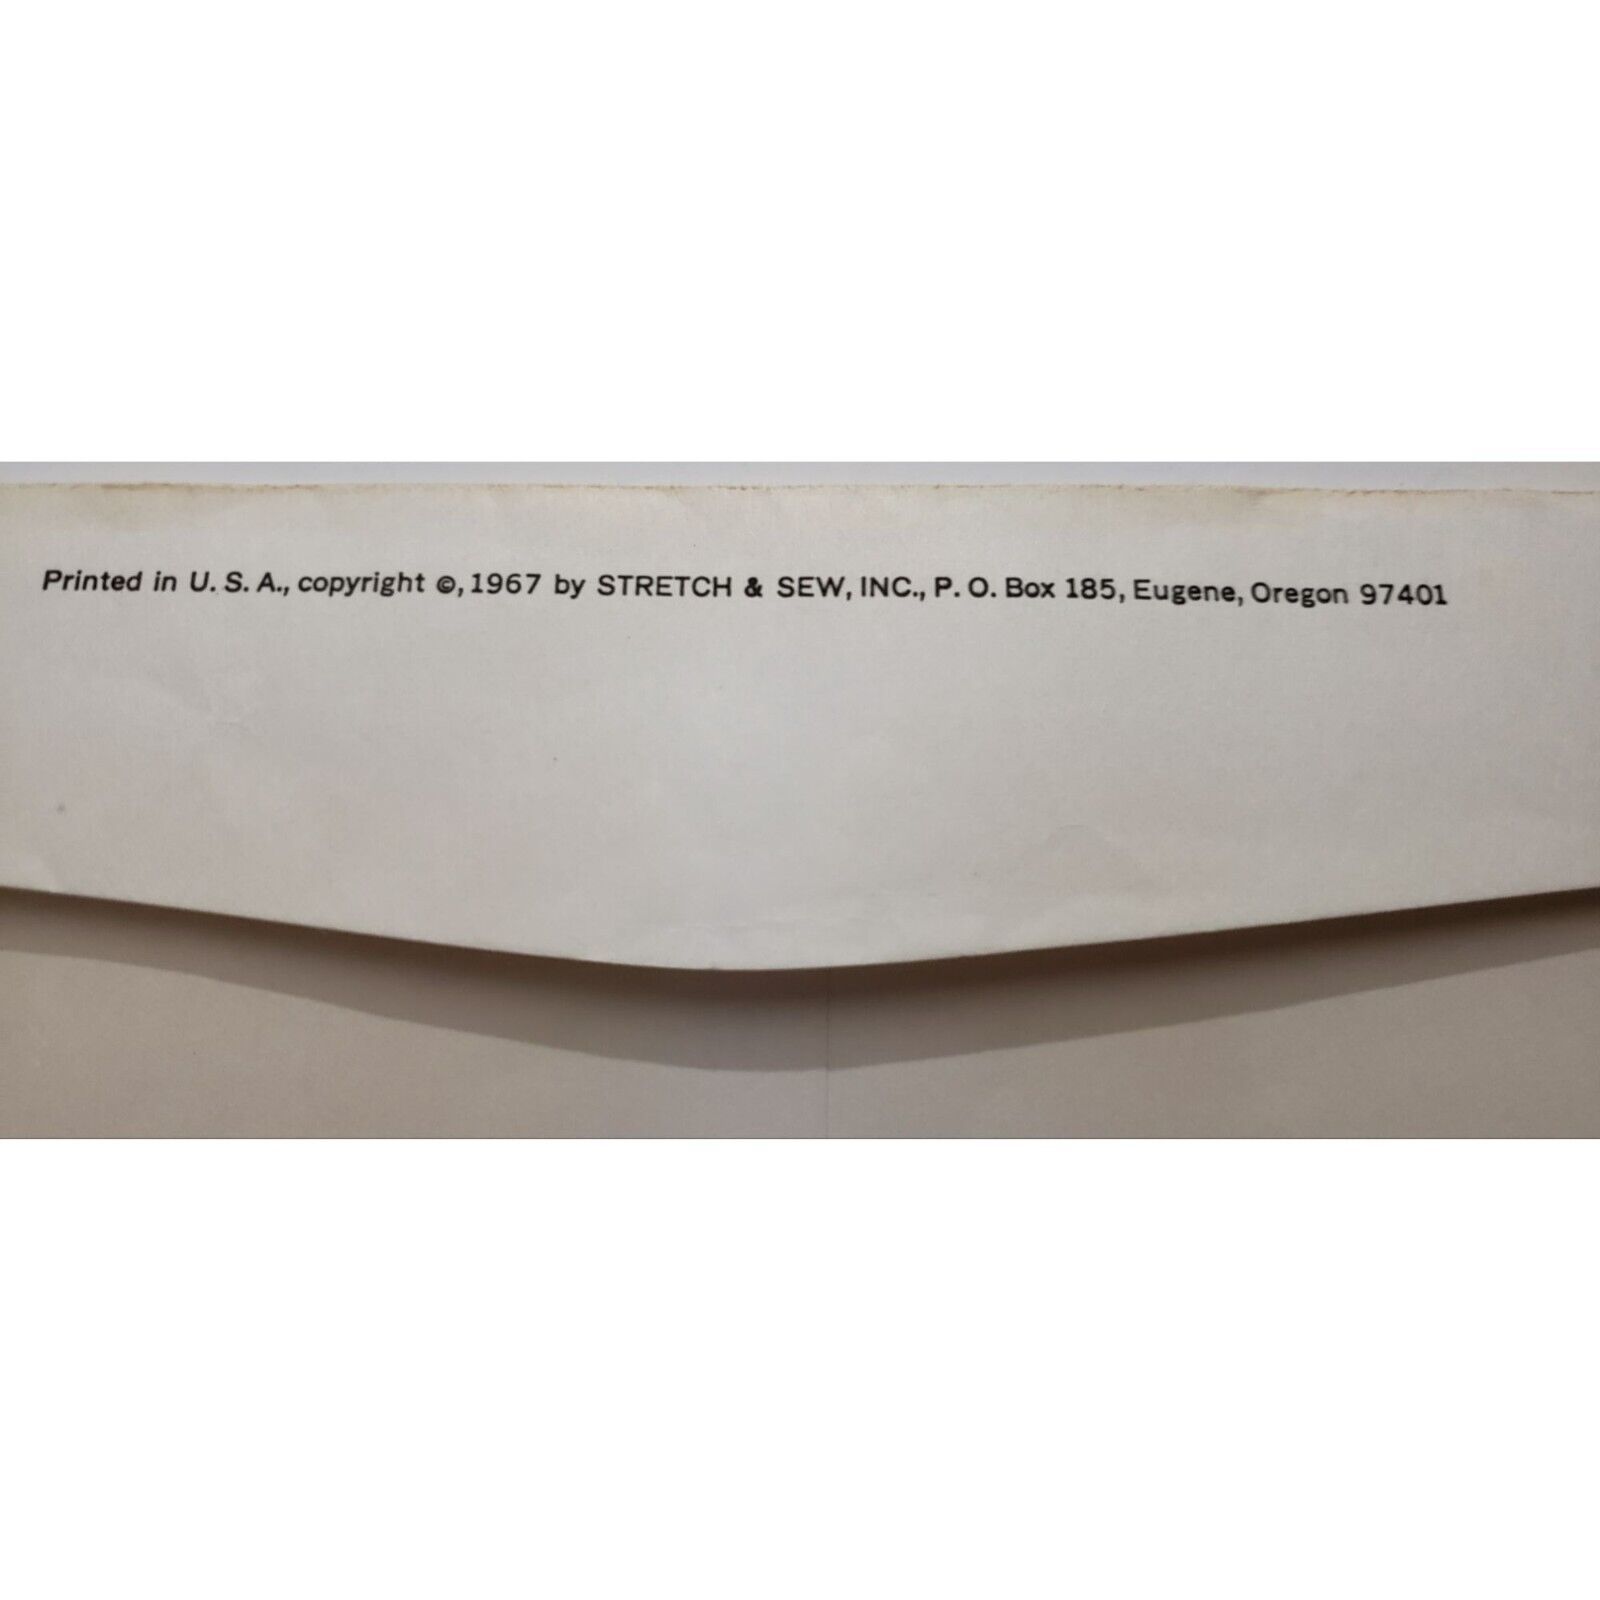 Printed in U. S. A., copyright ©, 1967 by STRETCH & SEW, INC., P. O. Box 185, Eugene, Oregon 97401